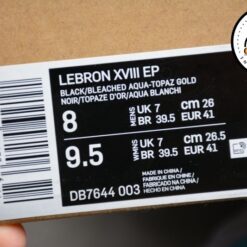 LEBRON XVIII EP
BLACK/BLEACHED AQUA-TOPAZ GOLD
NOIR/TOPAZE D'OR/AQUA BLANCHI
8 MENS UK 7 cm 26
BR 39.5 EUR 41
9.5 WMNS UK 7 cm 26.5
BR 39.5 EUR 41
DB7644 003
MADE IN CHINA /
FABRIQUÉ EN CHINE /
FABRICADO NA CHINA /
HECHO EN CHINA